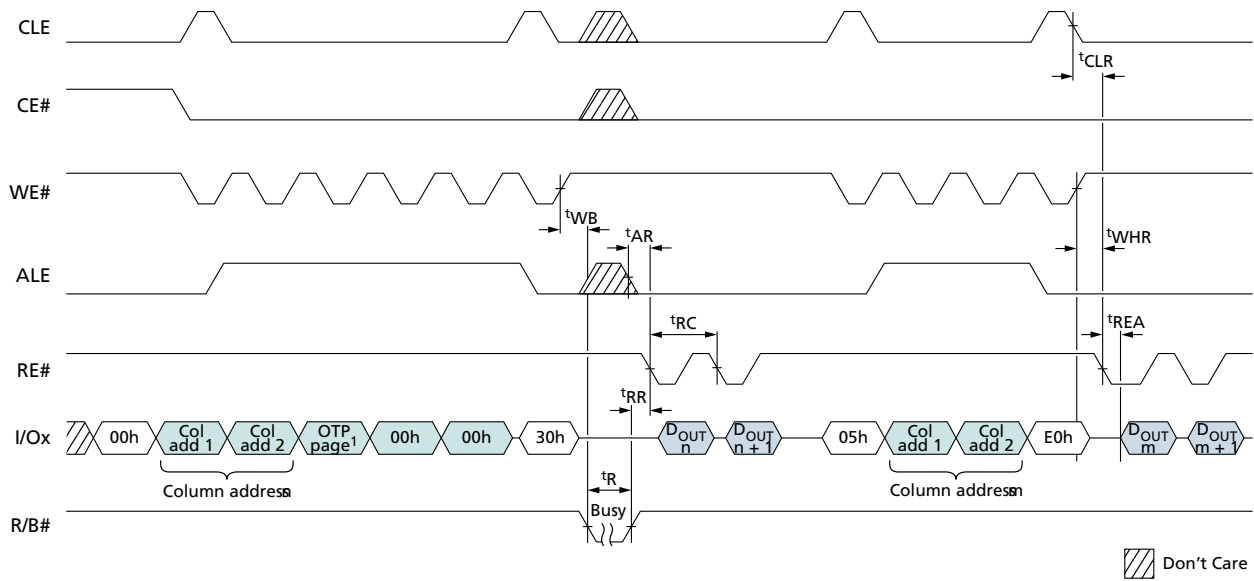 CLE
tCLR
CE#
WE#
tWB
tAR
tWHR
ALE
tRC
tREA
RE#
tRR
I/Ox
00h
Col add 1
Col add 2
OTP page1
00h
00h
30h
DOUT n
DOUT n + 1
05h
Col add 1
Col add 2
E0h
DOUT m
DOUT m + 1
Column address n
tR
Column address m
R/B#
Busy
Don't Care